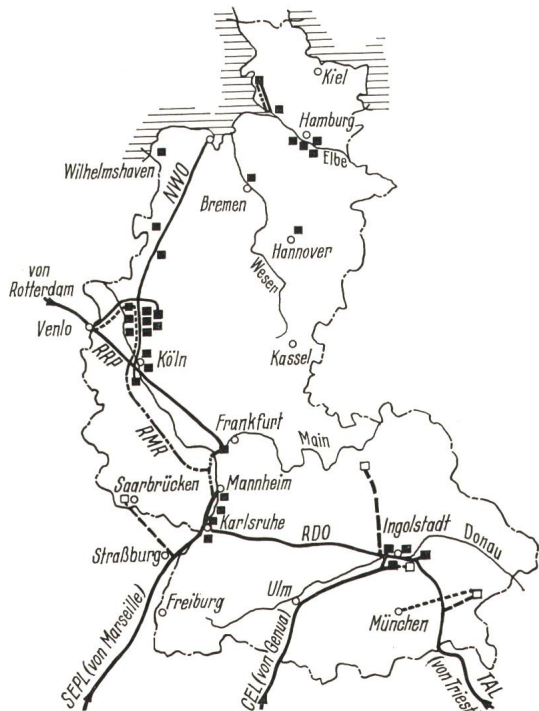 Kiel
Hamburg
Elbe
Wilhelmshaven
NWO
Bremen
Hannover
Weser
von
Rotterdam
Venlo
RRP
Köln
Kassel
RMR
Frankfurt
Main
Saarbrücken
Mannheim
Karlsruhe
RDO
Ingolstadt
Donau
Straßburg
Freiburg
Ulm
München
SEPL (von Marseille)
CEL (von Genua)
TAL
(von Triest